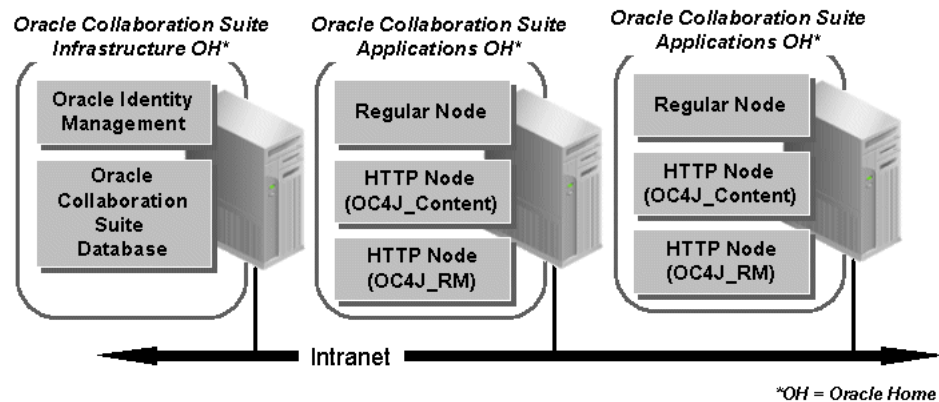 Oracle Collaboration Suite
Infrastructure OH*
Oracle Identity
Management
Oracle
Collaboration
Suite
Database
Oracle Collaboration Suite
Applications OH*
Regular Node
HTTP Node
(OC4J_Content)
HTTP Node
(OC4J_RM)
Oracle Collaboration Suite
Applications OH*
Regular Node
HTTP Node
(OC4J_Content)
HTTP Node
(OC4J_RM)
Intranet
*OH = Oracle Home